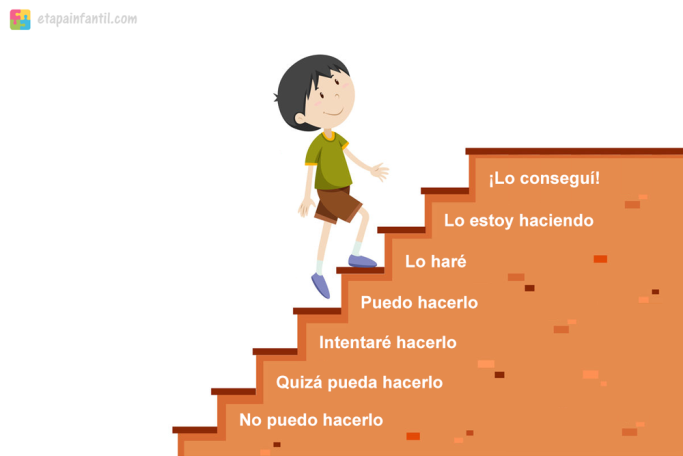 etapainfantil.com
¡Lo conseguí!
Lo estoy haciendo
Lo haré
Puedo hacerlo
Intentaré hacerlo
Quizá pueda hacerlo
No puedo hacerlo